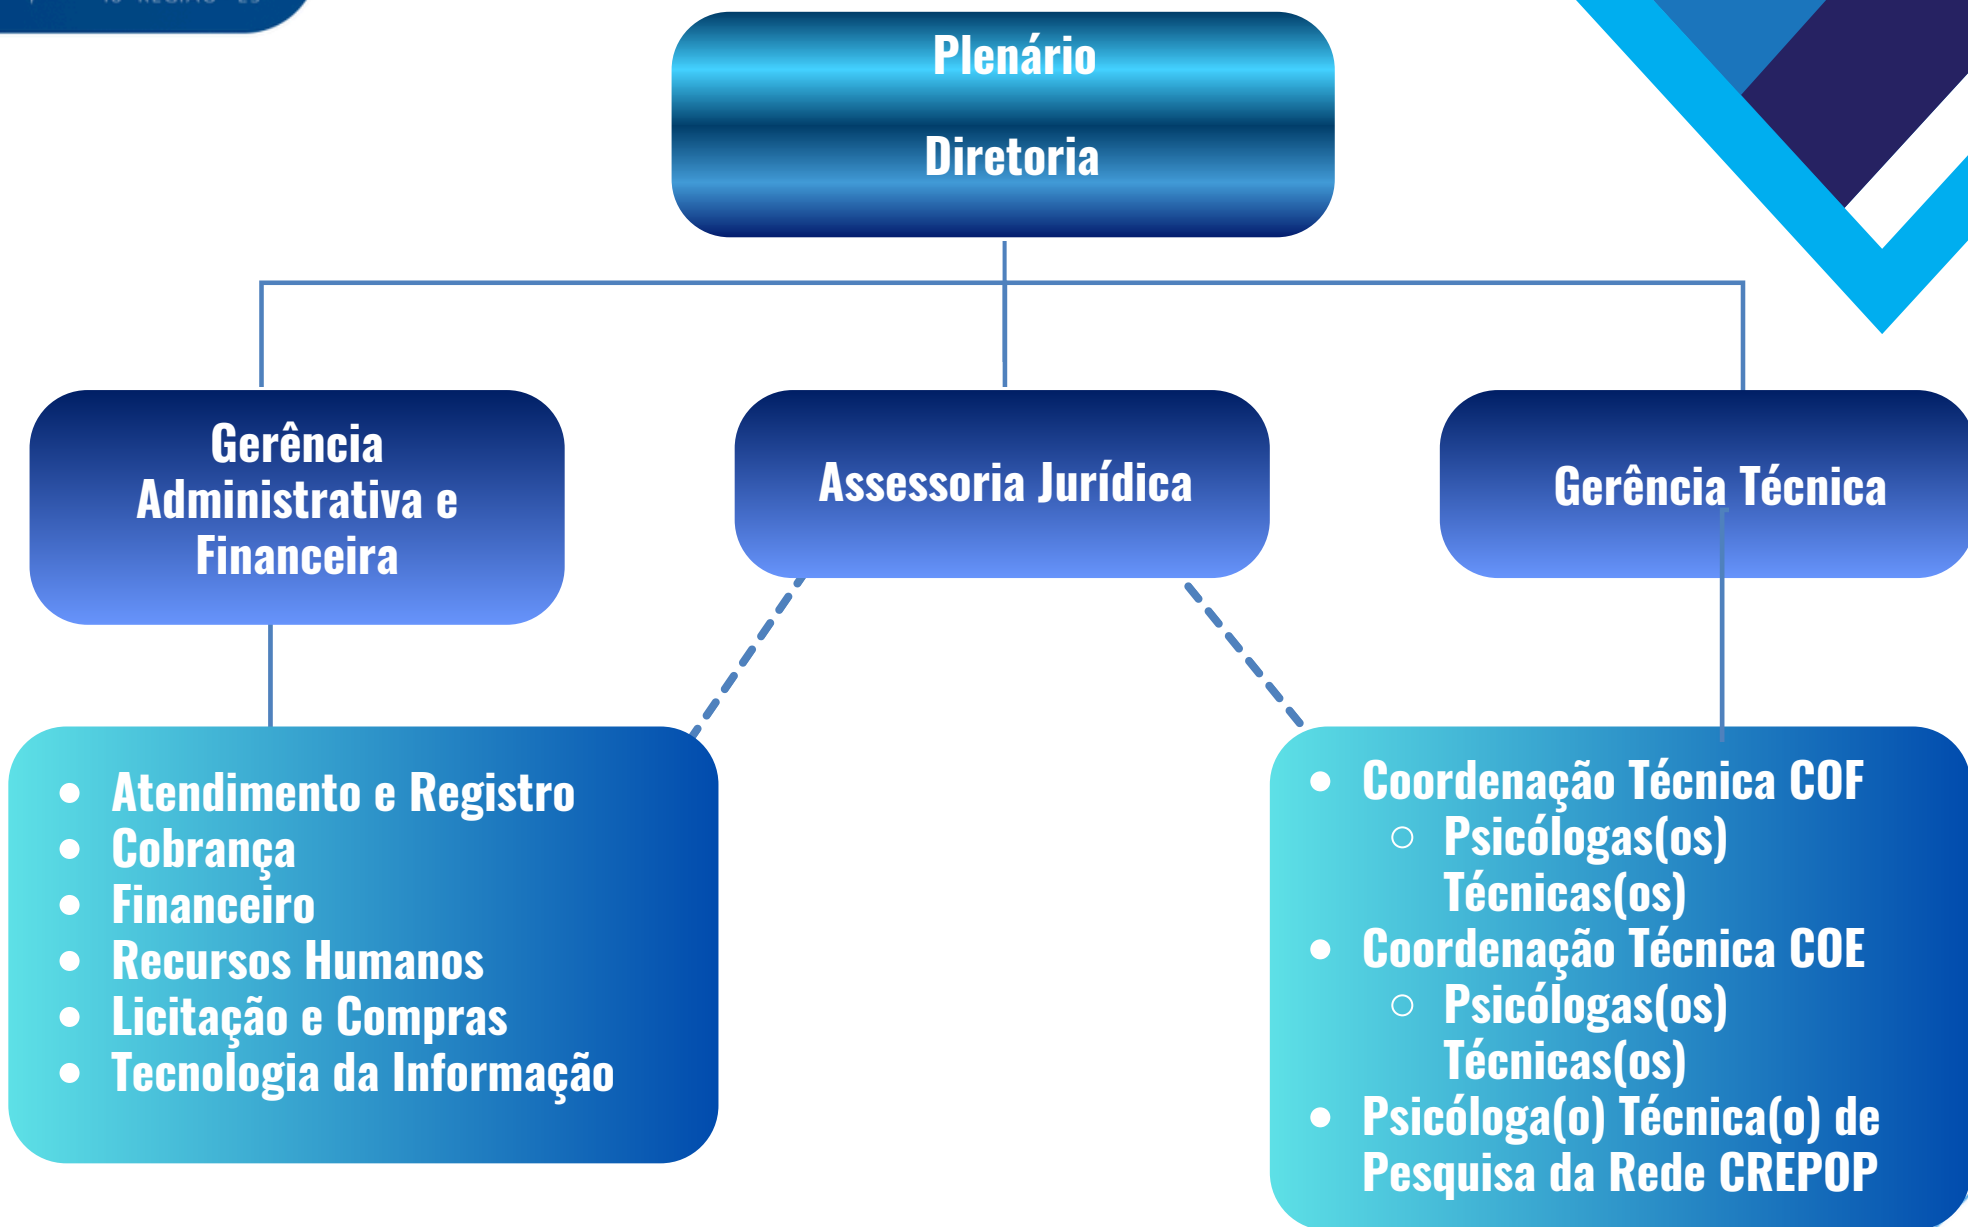 Plenário
Diretoria
Gerência
Administrativa e
Financeira
Assessoria Jurídica
Gerência Técnica
Atendimento e Registro
Cobrança
Financeiro
Recursos Humanos
Licitação e Compras
Tecnologia da Informação
Coordenação Técnica COF
Psicólogas(os)
Técnicas(os)
Coordenação Técnica COE
Psicólogas(os)
Técnicas(os)
Psicóloga(o) Técnica(o) de
Pesquisa da Rede CREPOP